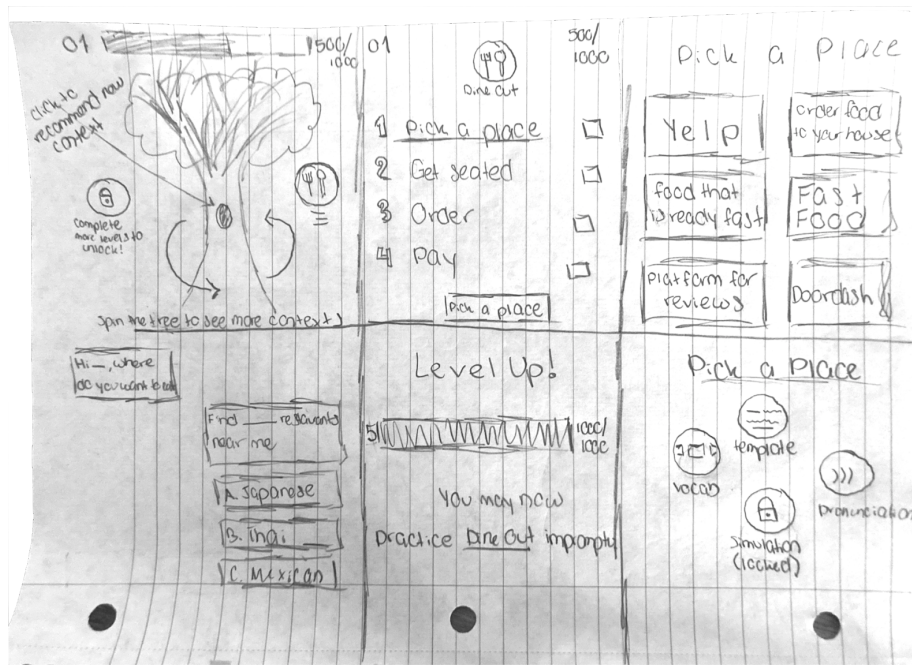 01
500/
1000
Click to
recommend now
context
Complete
more levels to
unlock!
Spin the tree to see more contexts
01
500/
1000
Dine out
1 Pick a place
2 Get seated
3 Order
4 Pay
Pick a place
Pick a Place
Yelp
order food
to your house
food that
is ready fast
Fast
Food
platform for
reviews
Doordash
Hi _, where
do you want to eat
Find ___ restaurants
near me
A. Japanese
B. Thai
C. Mexican
Level Up!
5
1000/
1000
You may now
practice Dine Out impromptu
Pick a Place
vocab
template
Pronunciation
Simulation
(locked)